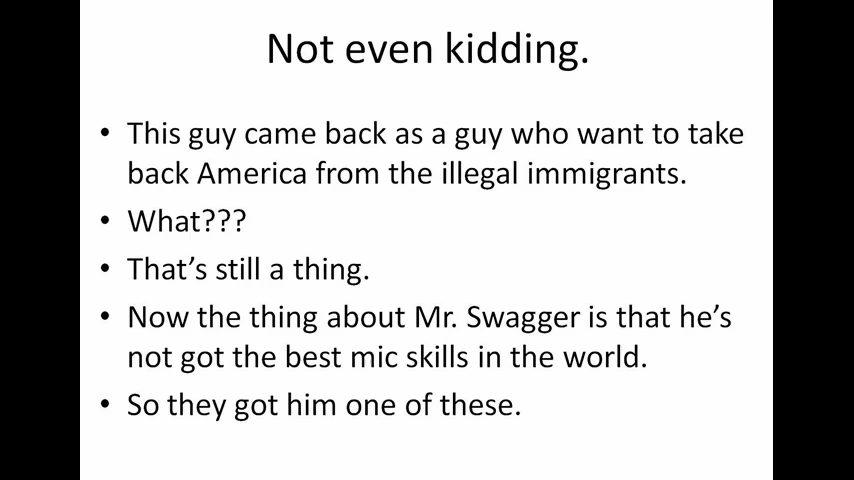 Not even kidding.
• This guy came back as a guy who want to take
back America from the illegal immigrants.
• What???
• That's still a thing.
• Now the thing about Mr. Swagger is that he's
not got the best mic skills in the world.
• So they got him one of these.